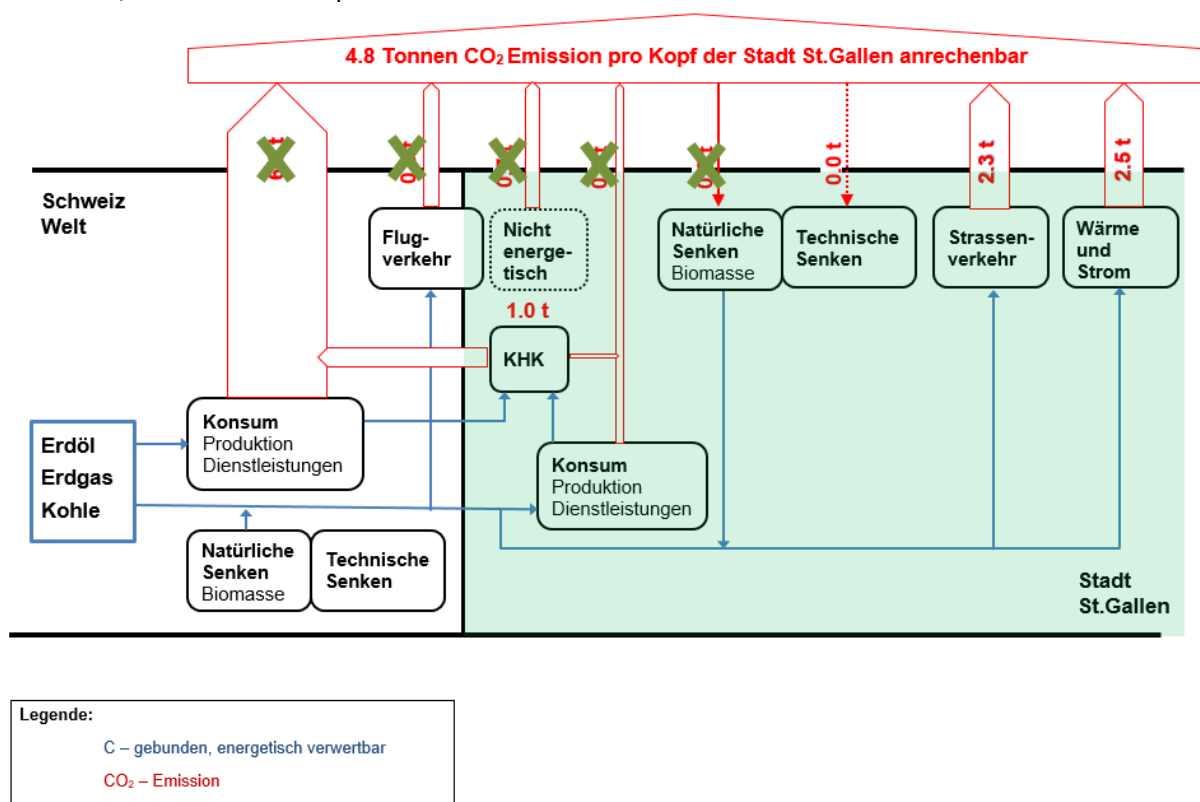 4.8 Tonnen CO₂ Emission pro Kopf der Stadt St.Gallen anrechenbar
0.0 t
2.3 t
2.5 t
Schweiz
Welt
Flug-
verkehr
Nicht
energe-
tisch
Natürliche
Senken
Biomasse
Technische
Senken
Strassen-
verkehr
Wärme
und
Strom
1.0 t
KHK
Konsum
Produktion
Dienstleistungen
Erdöl
Erdgas
Kohle
Konsum
Produktion
Dienstleistungen
Natürliche
Senken
Biomasse
Technische
Senken
Stadt
St.Gallen
Legende:
C – gebunden, energetisch verwertbar
CO₂ – Emission